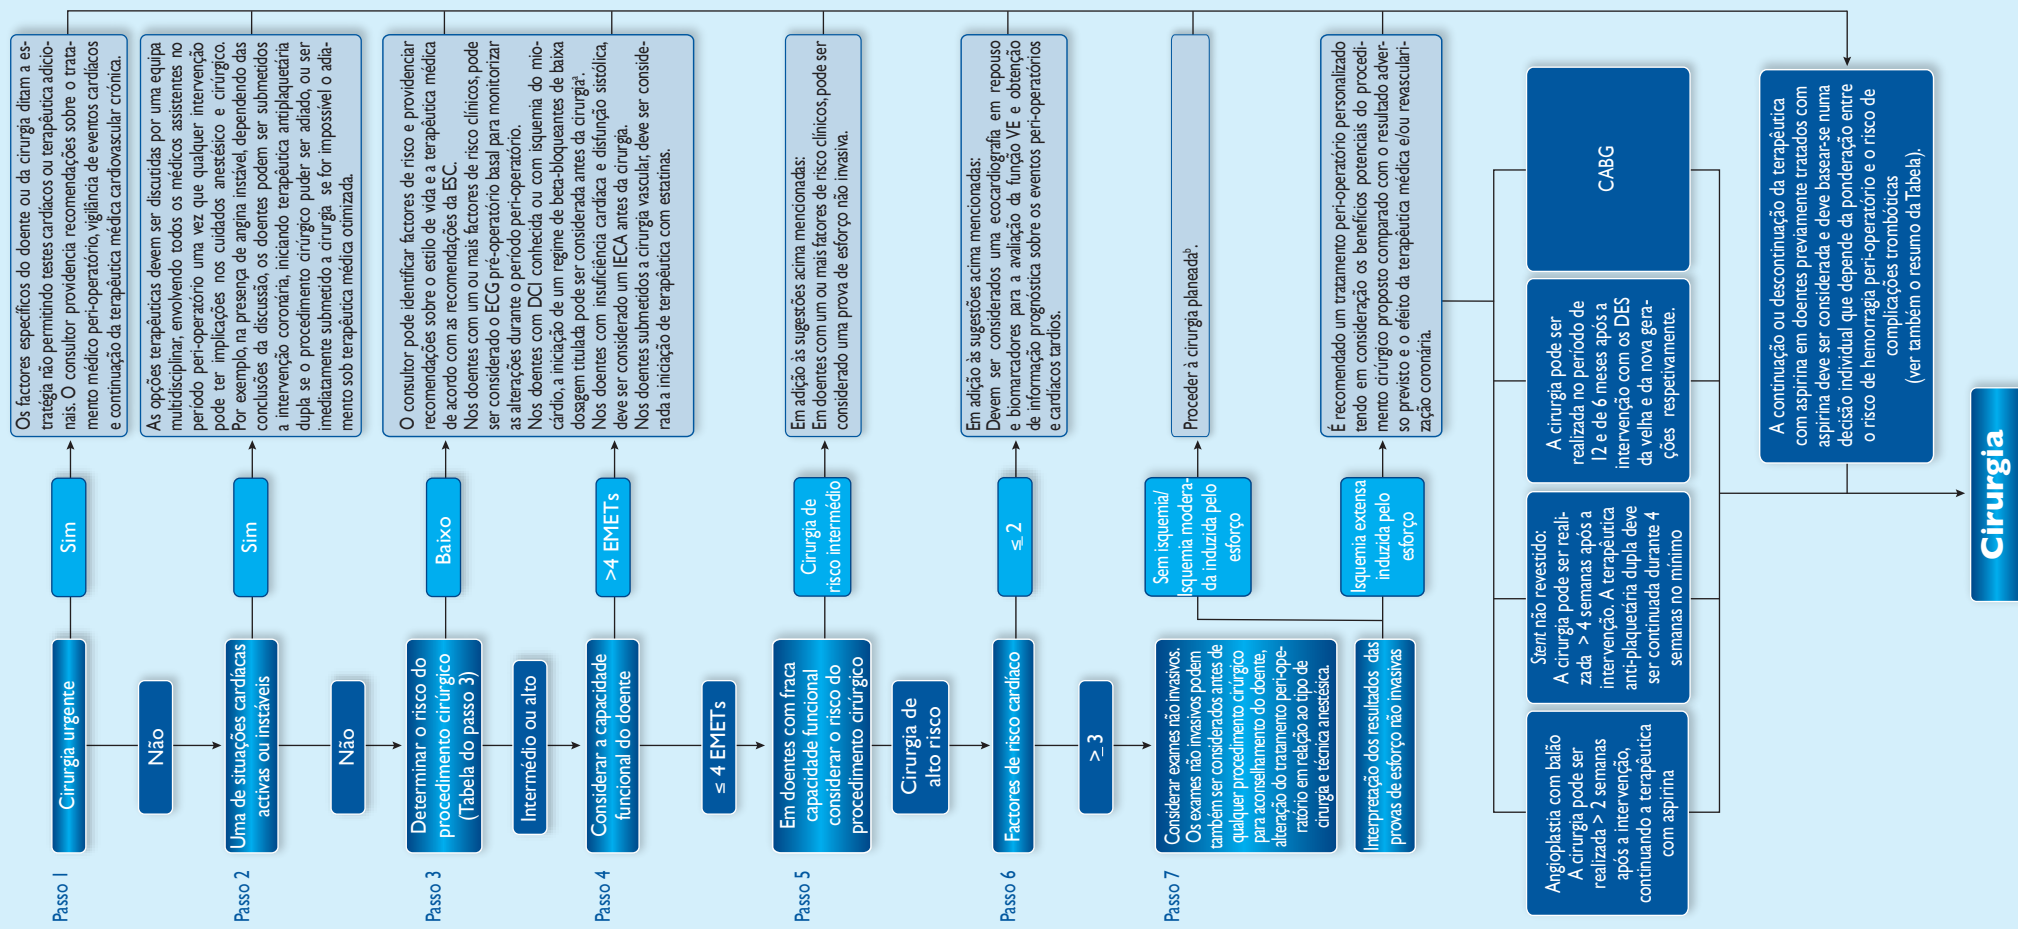 Passo 1
Cirurgia urgente
Sim
Os factores específicos do doente ou da cirurgia ditam a es-
tratégia não permitindo testes cardíacos ou terapêutica adicio-
nais. O consultor providencia recomendações sobre o trata-
mento médico peri-operatório, vigilância de eventos cardíacos
e continuação da terapêutica médica cardiovascular crónica.
Não
Passo 2
Uma de situações cardíacas
activas ou instáveis
Sim
As opções terapêuticas devem ser discutidas por uma equipa
multidisciplinar, envolvendo todos os médicos assistentes no
período peri-operatório uma vez que qualquer intervenção
pode ter implicações nos cuidados anestésico e cirúrgico.
Por exemplo, na presença de angina instável, dependendo das
conclusões da discussão, os doentes podem ser submetidos
a intervenção coronária, iniciando terapêutica antiplaquetária
dupla se o procedimento cirúrgico puder ser adiado, ou ser
imediatamente submetido a cirurgia se for impossível o adia-
mento sob terapêutica médica otimizada.
Não
Passo 3
Determinar o risco do
procedimento cirúrgico
(Tabela do passo 3)
Baixo
O consultor pode identificar factores de risco e providenciar
recomendações sobre o estilo de vida e a terapêutica médica
de acordo com as recomendações da ESC.
Nos doentes com um ou mais factores de risco clínicos, pode
ser considerado o ECG pré-operatório basal para monitorizar
as alterações durante o período peri-operatório.
Nos doentes com DCI conhecida ou com isquemia do mio-
cárdio, a iniciação de um regime de beta-bloqueantes de baixa
dosagem titulada pode ser considerada antes da cirurgiaª.
Nos doentes com insuficiência cardíaca e disfunção sistólica,
deve ser considerado um IECA antes da cirurgia.
Nos doentes submetidos a cirurgia vascular, deve ser conside-
rada a iniciação de terapêutica com estatinas.
Intermédio ou alto
Passo 4
Considerar a capacidade
funcional do doente
>4 EMETs
≤ 4 EMETs
Passo 5
Em doentes com fraca
capacidade funcional
considerar o risco do
procedimento cirúrgico
Cirurgia de
risco intermédio
Em adição às sugestões acima mencionadas:
Em doentes com um ou mais fatores de risco clínicos, pode ser
considerado uma prova de esforço não invasiva.
Cirurgia de
alto risco
Passo 6
Factores de risco cardíaco
≤ 2
Em adição às sugestões acima mencionadas:
Devem ser considerados uma ecocardiografia em repouso
e biomarcadores para a avaliação da função VE e obtenção
de informação prognóstica sobre os eventos peri-operatórios
e cardíacos tardios.
≥ 3
Passo 7
Considerar exames não invasivos.
Os exames não invasivos podem
também ser considerados antes de
qualquer procedimento cirúrgico
para aconselhamento do doente,
alteração do tratamento peri-ope-
ratório em relação ao tipo de
cirurgia e técnica anestésica.
Sem isquemia/
Isquemia modera-
da induzida pelo
esforço
Proceder à cirurgia planeadaᵇ.
Interpretação dos resultados das
provas de esforço não invasivas
Isquemia extensa
induzida pelo
esforço
É recomendado um tratamento peri-operatório personalizado
tendo em consideração os benefícios potenciais do procedi-
mento cirúrgico proposto comparado com o resultado adver-
so previsto e o efeito da terapêutica médica e/ou revasculari-
zação coronária.
Angioplastia com balão
A cirurgia pode ser
realizada > 2 semanas
após a intervenção,
continuando a terapêutica
com aspirina
Stent não revestido:
A cirurgia pode ser reali-
zada > 4 semanas após a
intervenção. A terapêutica
anti-plaquetária dupla deve
ser continuada durante 4
semanas no mínimo
A cirurgia pode ser
realizada no período de
12 e de 6 meses após a
intervenção com os DES
da velha e da nova gera-
ções respetivamente.
CABG
A continuação ou descontinuação da terapêutica
com aspirina em doentes previamente tratados com
aspirina deve ser considerada e deve basear-se numa
decisão individual que depende da ponderação entre
o risco de hemorragia peri-operatório e o risco de
complicações trombóticas
(ver também o resumo da Tabela).
Cirurgia